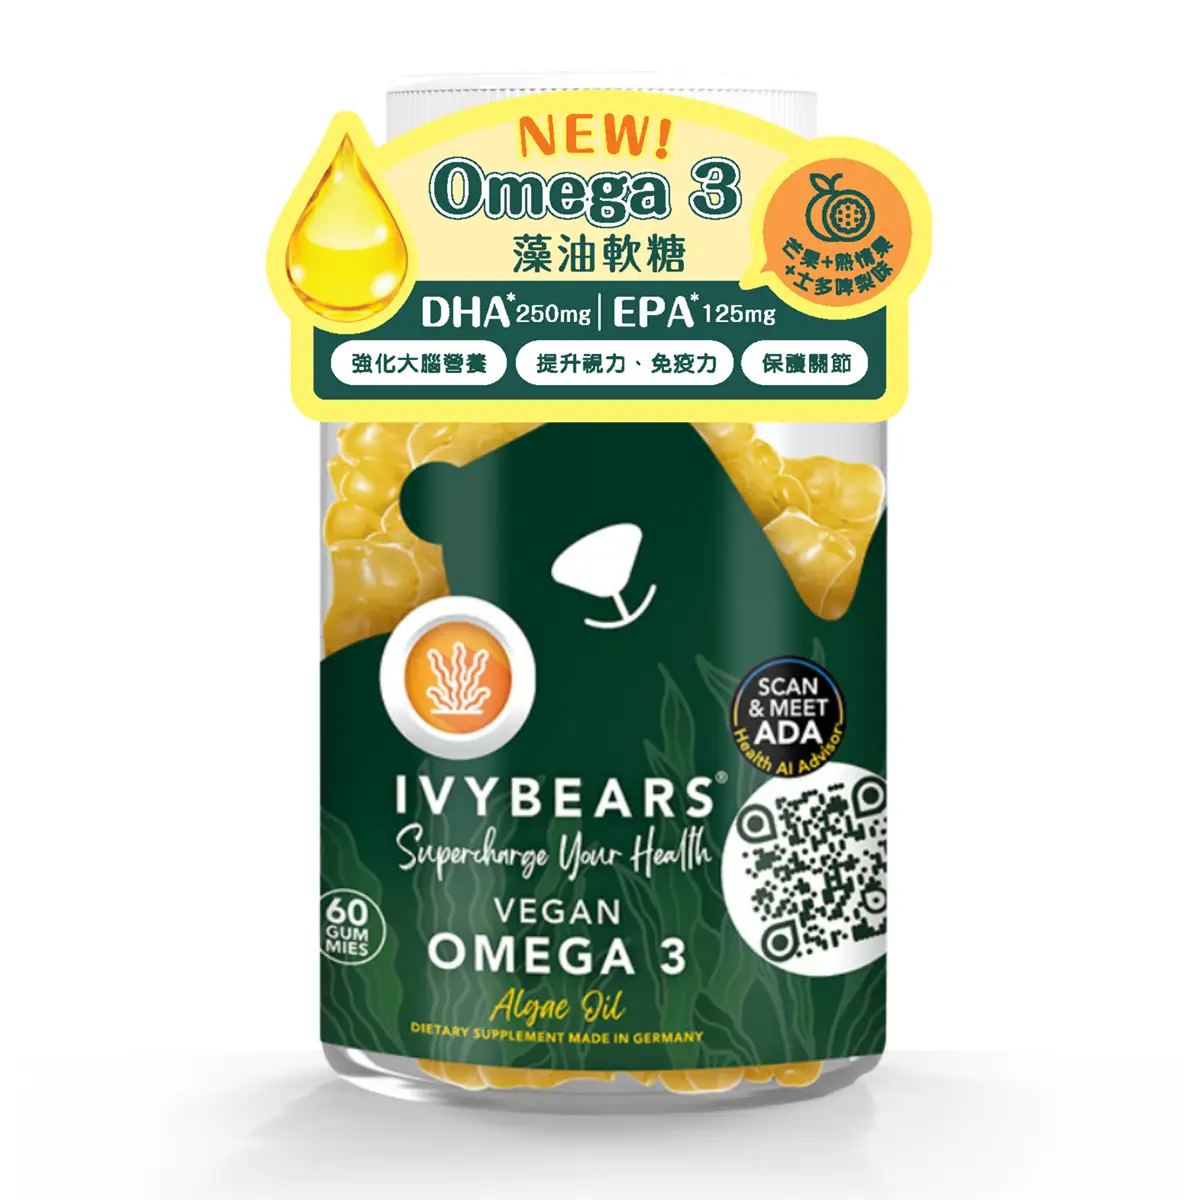 NEW!
Omega 3
藻油軟糖
芒果+熱情果
+士多啤梨味
DHA*250mg | EPA*125mg
強化大腦營養
提升視力、免疫力
保護關節
SCAN
& MEET
ADA
Health AI Advisor
IVYBEARS®
Supercharge Your Health
60
GUM
MIES
VEGAN
OMEGA 3
Algae Oil
DIETARY SUPPLEMENT MADE IN GERMANY